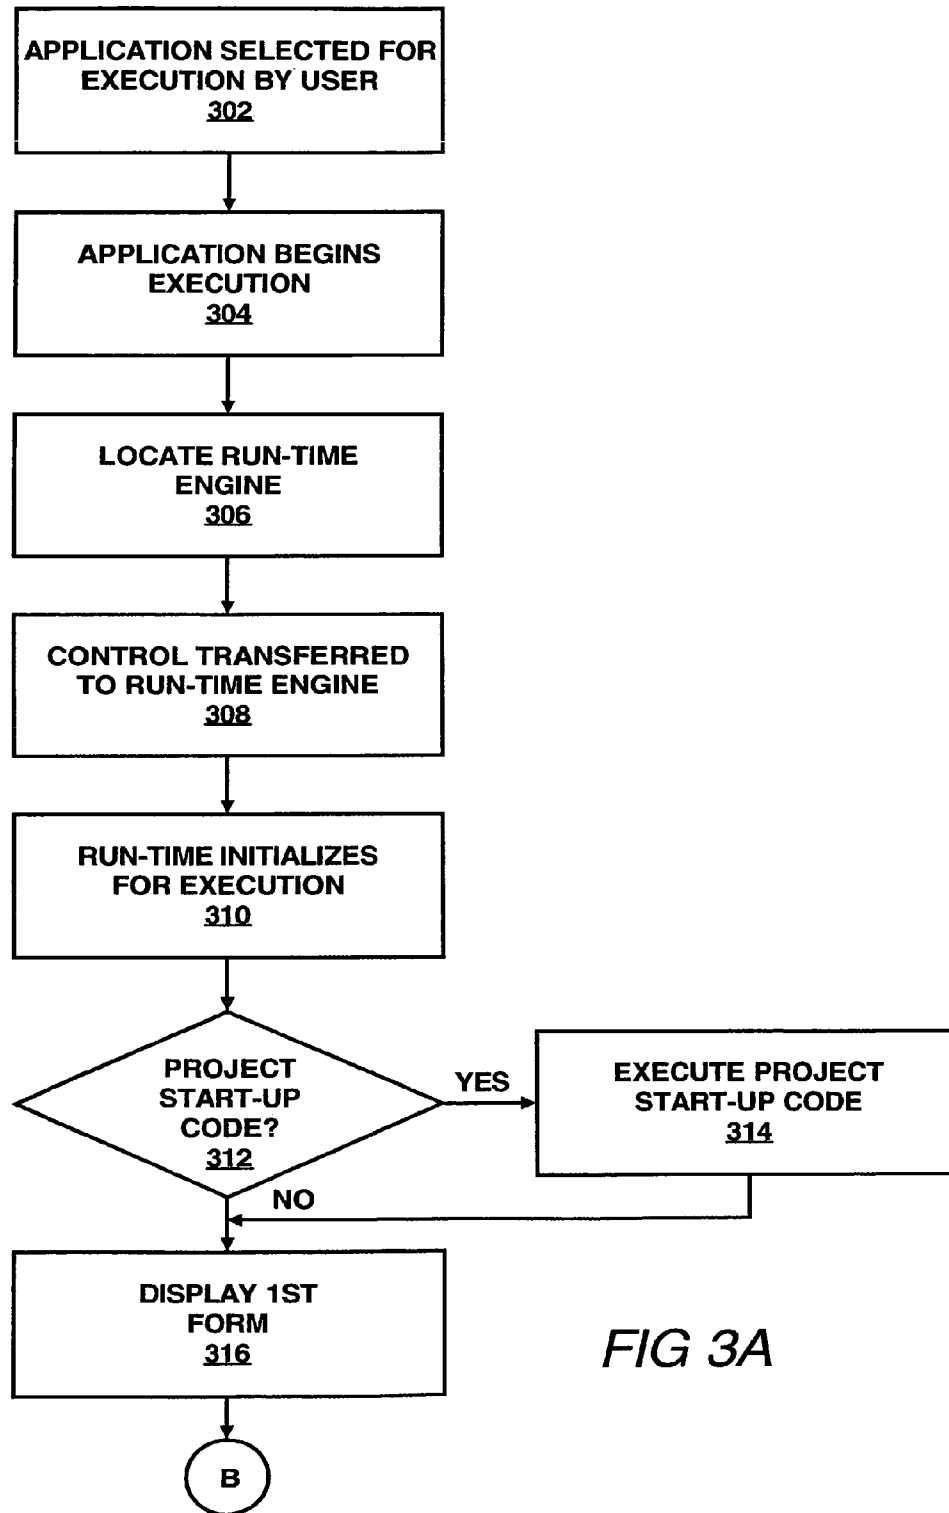 APPLICATION SELECTED FOR
EXECUTION BY USER
302
APPLICATION BEGINS
EXECUTION
304
LOCATE RUN-TIME
ENGINE
306
CONTROL TRANSFERRED
TO RUN-TIME ENGINE
308
RUN-TIME INITIALIZES
FOR EXECUTION
310
PROJECT
START-UP
CODE?
312
YES
EXECUTE PROJECT
START-UP CODE
314
NO
DISPLAY 1ST
FORM
316
FIG 3A
B